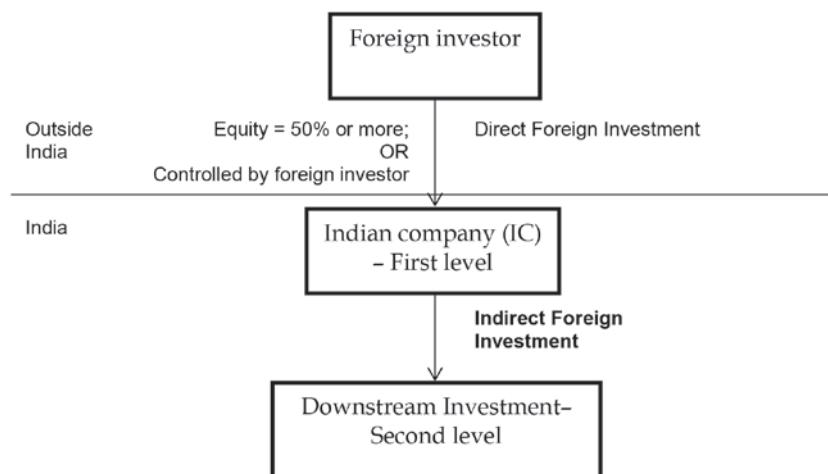 Foreign investor
Outside
India
Equity = 50% or more;
OR
Controlled by foreign investor
Direct Foreign Investment
India
Indian company (IC)
– First level
Indirect Foreign
Investment
Downstream Investment–
Second level